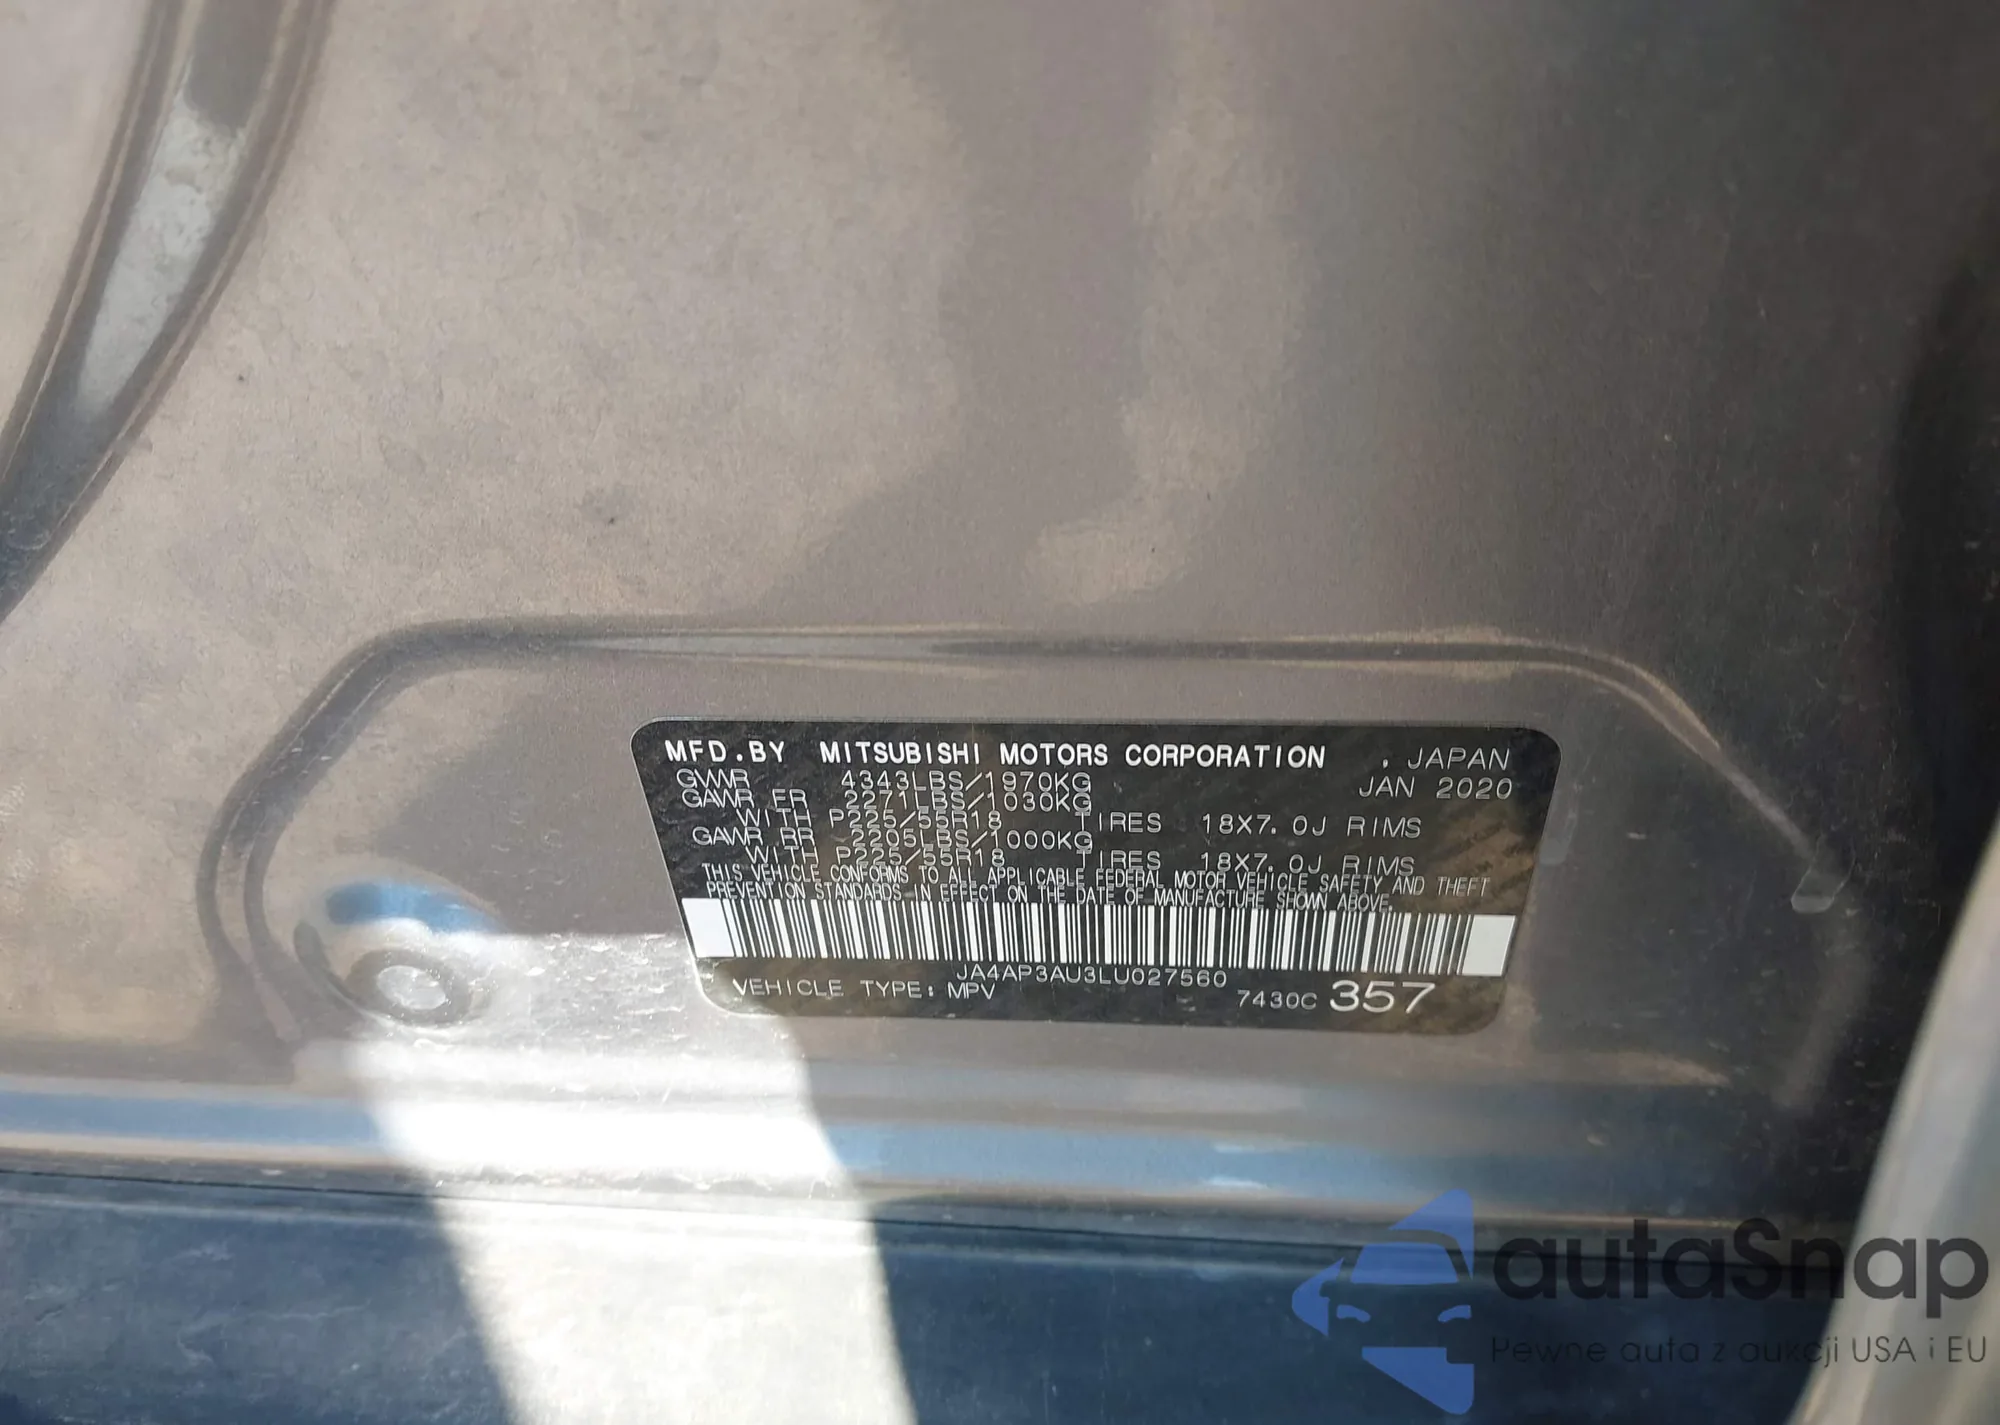 MFD.BY MITSUBISHI MOTORS CORPORATION . JAPAN
GVWR 4343LBS/1970KG JAN 2020
GAWR FR 2271LBS/1030KG
WITH P225/55R18 TIRES 18X7.0J RIMS
GAWR RR 2205LBS/1000KG
WITH P225/55R18 TIRES 18X7.0J RIMS
THIS VEHICLE CONFORMS TO ALL APPLICABLE FEDERAL MOTOR VEHICLE SAFETY AND THEFT
PREVENTION STANDARDS IN EFFECT ON THE DATE OF MANUFACTURE SHOWN ABOVE.
JA4AP3AU3LU027560
VEHICLE TYPE: MPV 7430C 357
autaSnap
Pewne auta z aukcji USA i EU